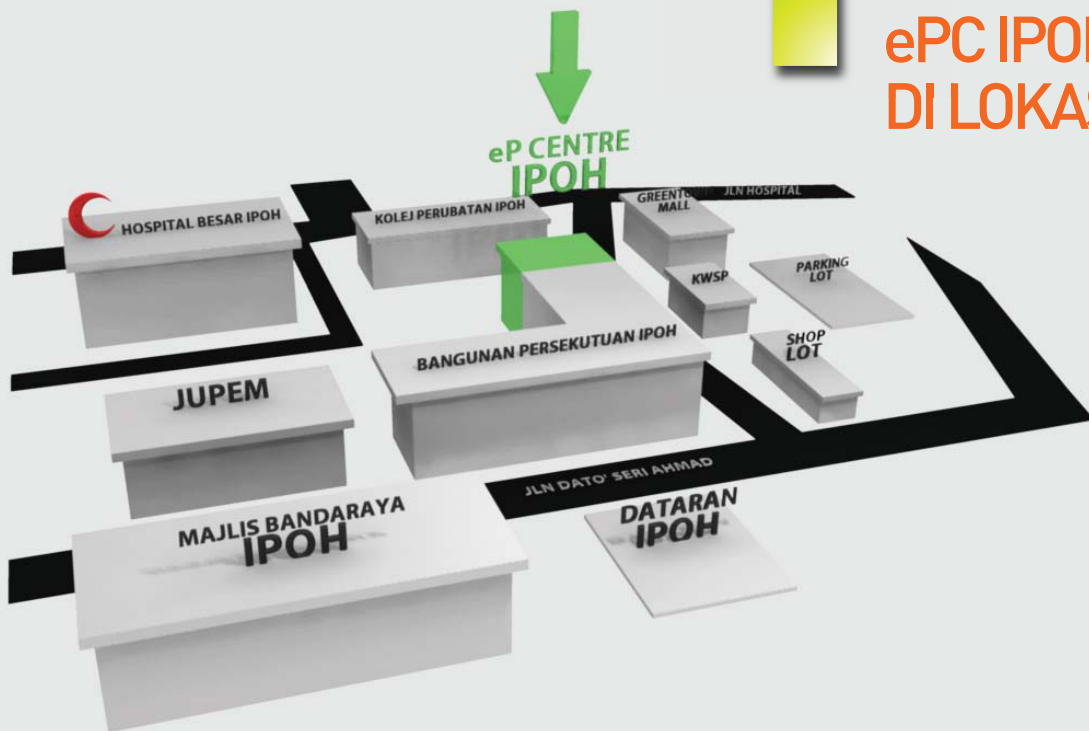 ePC IPOH
DI LOKAS
eP CENTRE
IPOH
JLN HOSPITAL
HOSPITAL BESAR IPOH
KOLEJ PERUBATAN IPOH
MALL
KWSP
PARKING
LOT
SHOP
LOT
BANGUNAN PERSEKUTUAN IPOH
JUPEM
JLN DATO' SERI AHMAD
MAJLIS BANDARAYA
IPOH
DATARAN
IPOH